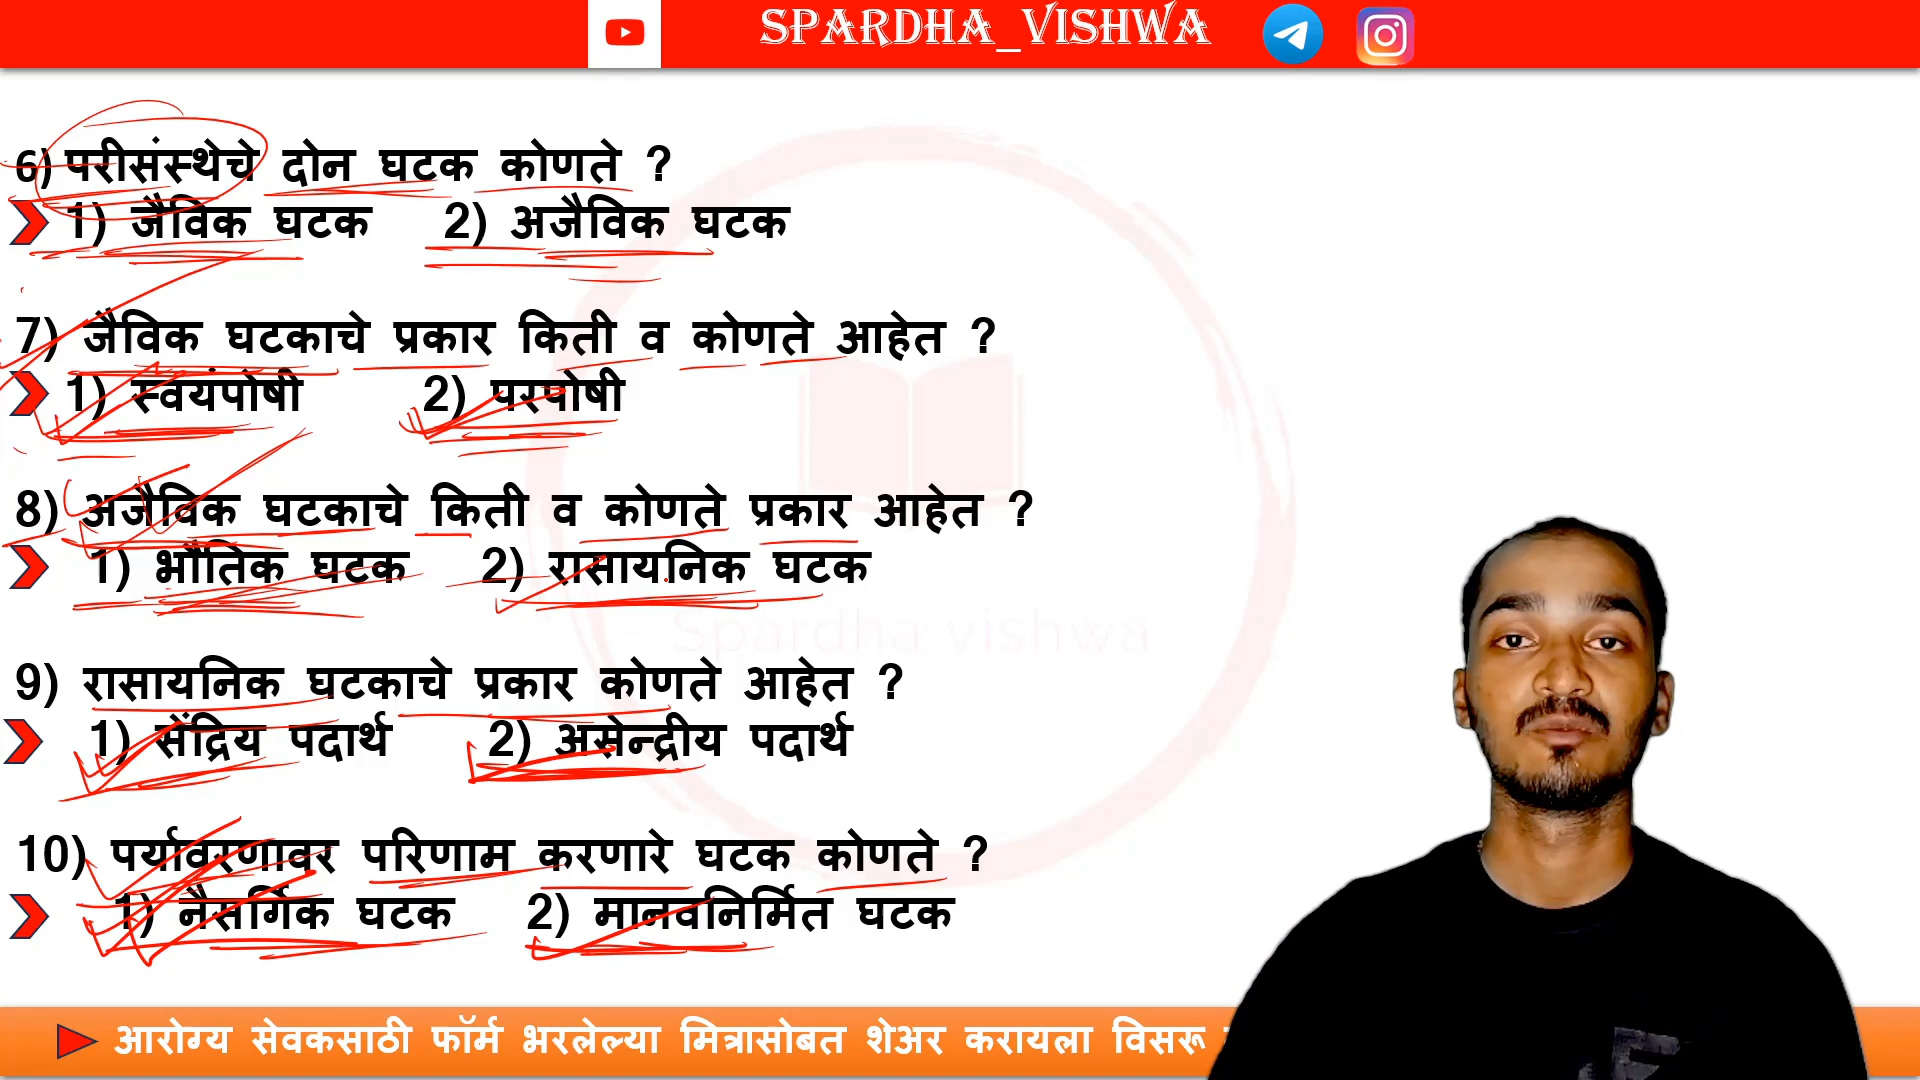 SPARDHA_VISHWA
6) परीसंस्थेचे दोन घटक कोणते ?
1) जैविक घटक 2) अजैविक घटक
7) जैविक घटकाचे प्रकार किती व कोणते आहेत ?
1) स्वयंपोषी 2) परपोषी
8) अजैविक घटकाचे किती व कोणते प्रकार आहेत ?
1) भौतिक घटक 2) रासायनिक घटक
Spardha vishwa
9) रासायनिक घटकाचे प्रकार कोणते आहेत ?
1) सेंद्रिय पदार्थ 2) असेन्द्रीय पदार्थ
10) पर्यावरणावर परिणाम करणारे घटक कोणते ?
1) नैसर्गिक घटक 2) मानवनिर्मित घटक
आरोग्य सेवकसाठी फॉर्म भरलेल्या मित्रासोबत शेअर करायला विसरू